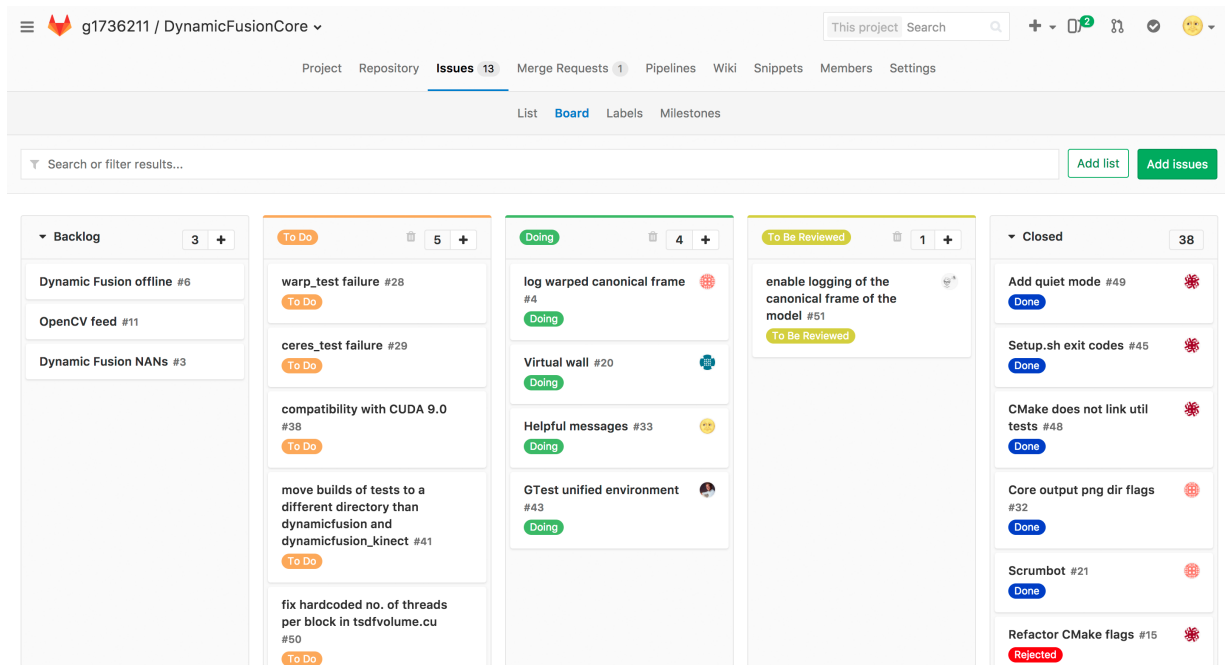 g1736211 / DynamicFusionCore
This project Search
2
Project Repository Issues 13 Merge Requests 1 Pipelines Wiki Snippets Members Settings
List Board Labels Milestones
Search or filter results...
Add list
Add issues
Backlog
3 +
Dynamic Fusion offline #6
OpenCV feed #11
Dynamic Fusion NANs #3
To Do
5 +
warp_test failure #28
To Do
ceres_test failure #29
To Do
compatibility with CUDA 9.0
#38
To Do
move builds of tests to a
different directory than
dynamicfusion and
dynamicfusion_kinect #41
To Do
fix hardcoded no. of threads
per block in tsdfvolume.cu
#50
To Do
Doing
4 +
log warped canonical frame
#4
Doing
Virtual wall #20
Doing
Helpful messages #33
Doing
GTest unified environment
#43
Doing
To Be Reviewed
1 +
enable logging of the
canonical frame of the
model #51
To Be Reviewed
Closed
38
Add quiet mode #49
Done
Setup.sh exit codes #45
Done
CMake does not link util
tests #48
Done
Core output png dir flags
#32
Done
Scrumbot #21
Done
Refactor CMake flags #15
Rejected